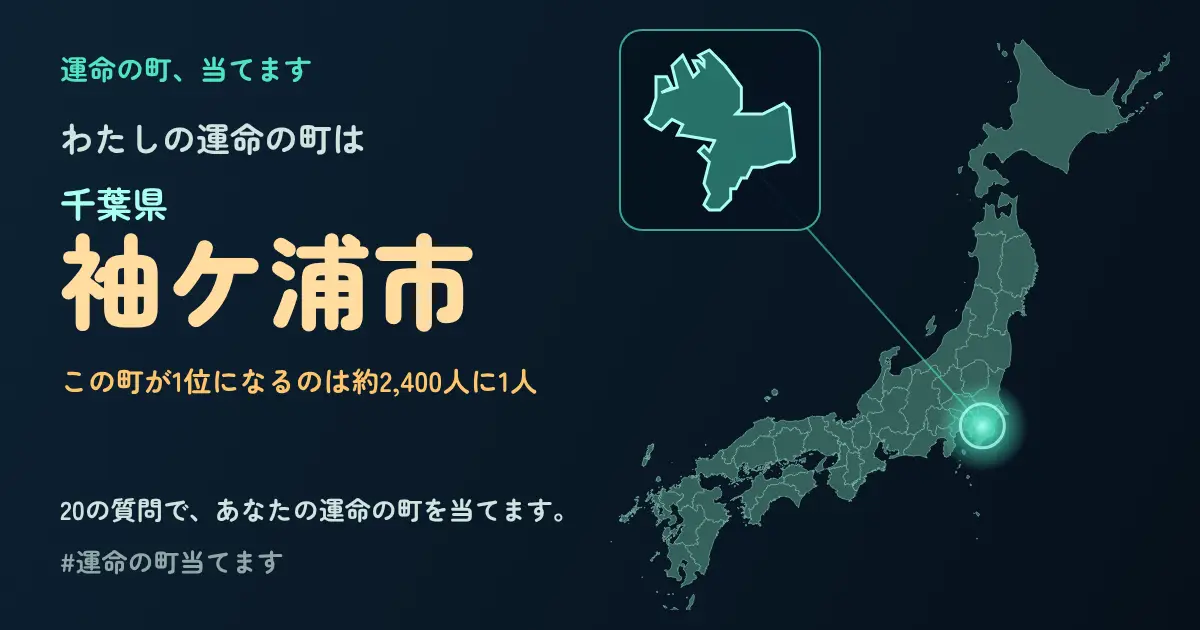 運命の町、当てます
わたしの運命の町は
千葉県
袖ケ浦市
この町が1位になるのは約2,400人に1人
20の質問で、あなたの運命の町を当てます。
#運命の町当てます